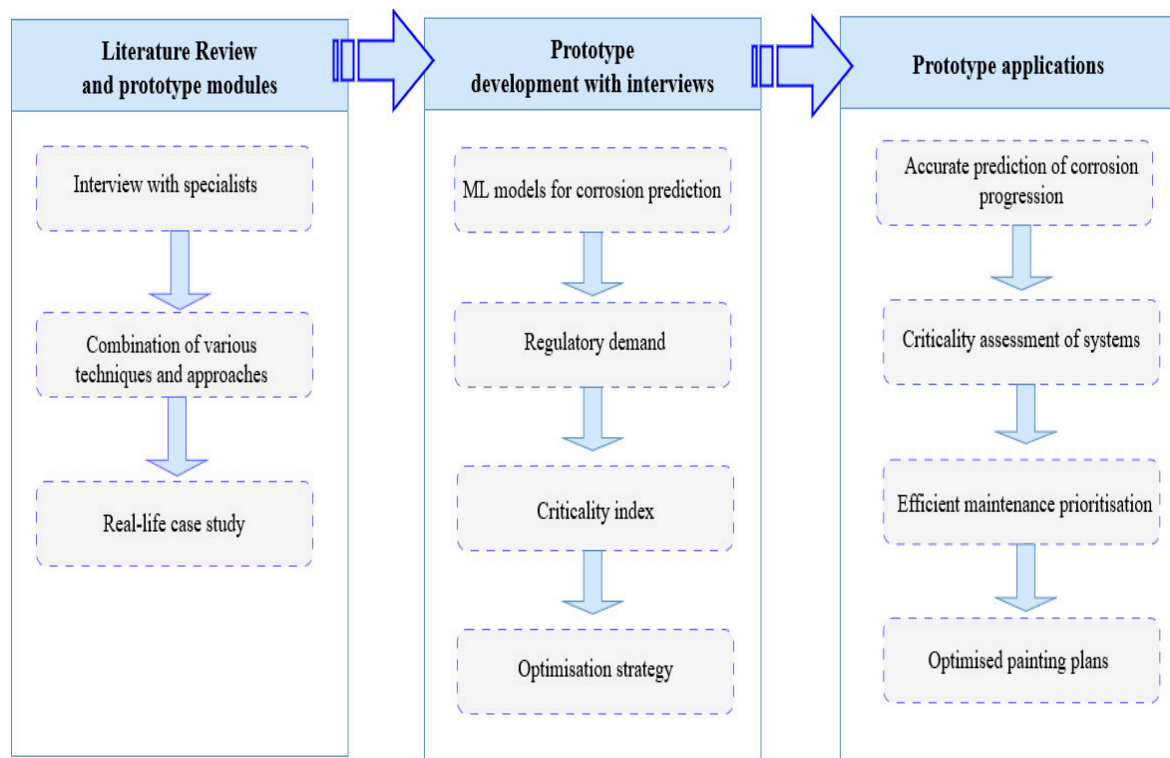 Literature Review
and prototype modules
Interview with specialists
Combination of various
techniques and approaches
Real-life case study
Prototype
development with interviews
ML models for corrosion prediction
Regulatory demand
Criticality index
Optimisation strategy
Prototype applications
Accurate prediction of corrosion
progression
Criticality assessment of systems
Efficient maintenance prioritisation
Optimised painting plans